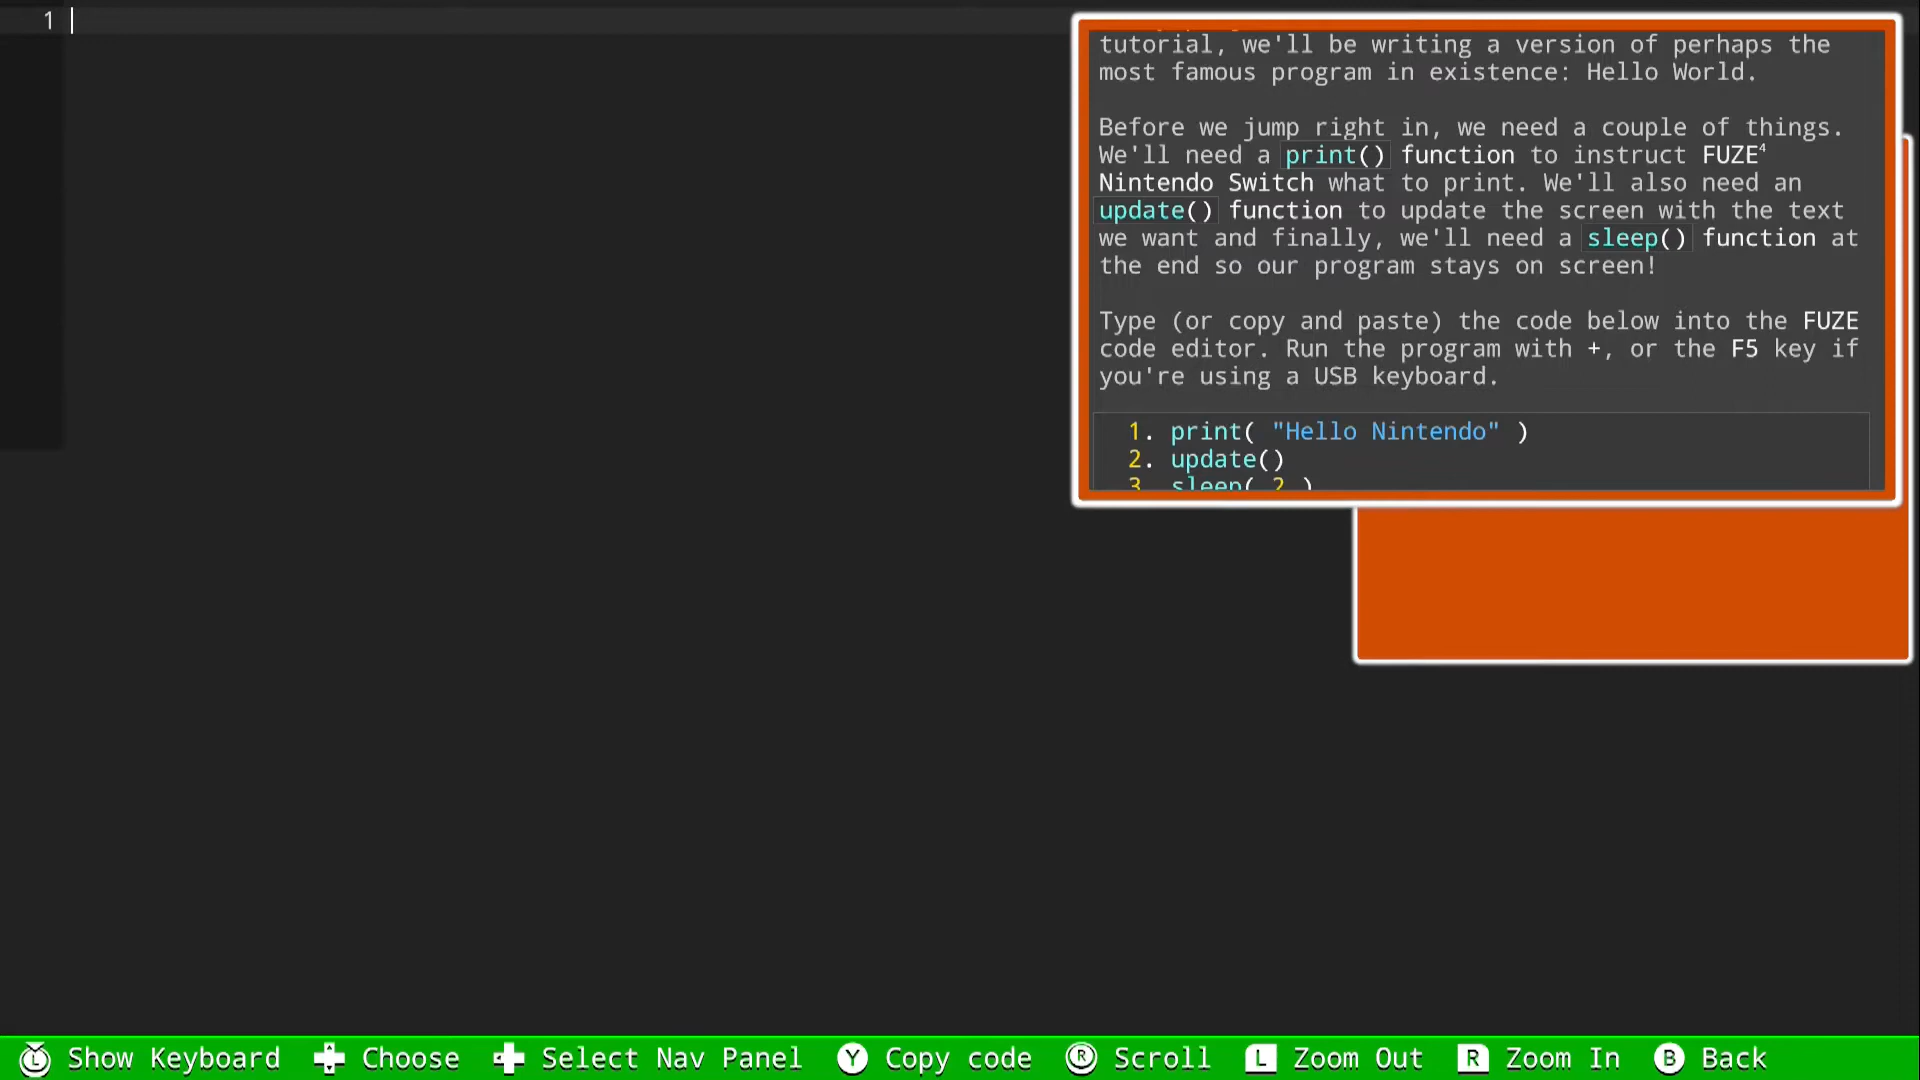 1
tutorial, we'll be writing a version of perhaps the
most famous program in existence: Hello World.
Before we jump right in, we need a couple of things.
We'll need a print() function to instruct FUZE⁴
Nintendo Switch what to print. We'll also need an
update() function to update the screen with the text
we want and finally, we'll need a sleep() function at
the end so our program stays on screen!
Type (or copy and paste) the code below into the FUZE
code editor. Run the program with +, or the F5 key if
you're using a USB keyboard.
1. print( "Hello Nintendo" )
2. update()
3. sleep( 2 )
L Show Keyboard Choose Select Nav Panel Y Copy code R Scroll L Zoom Out R Zoom In B Back